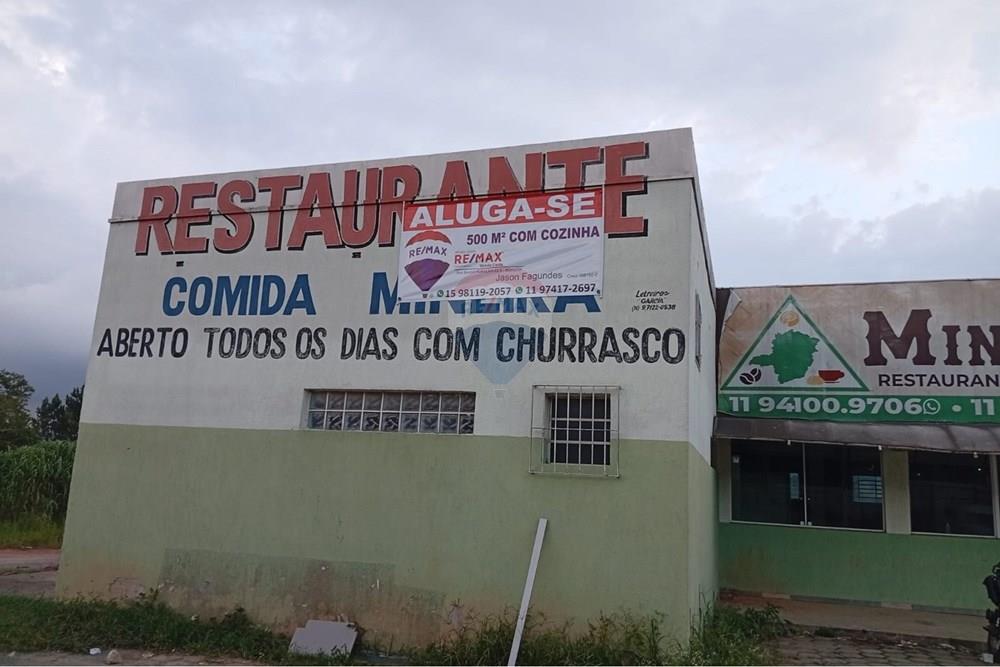 RESTAURANTE
ALUGA-SE
500 M² COM COZINHA
RE/MAX
RE/MAX
Jason Fagundes
15 98119-2057 11 97417-2697
COMIDA MINEIRA
Letreiros
GARCIA
ABERTO TODOS OS DIAS COM CHURRASCO
MIN
RESTAURAN
11 94100.9706 • 11